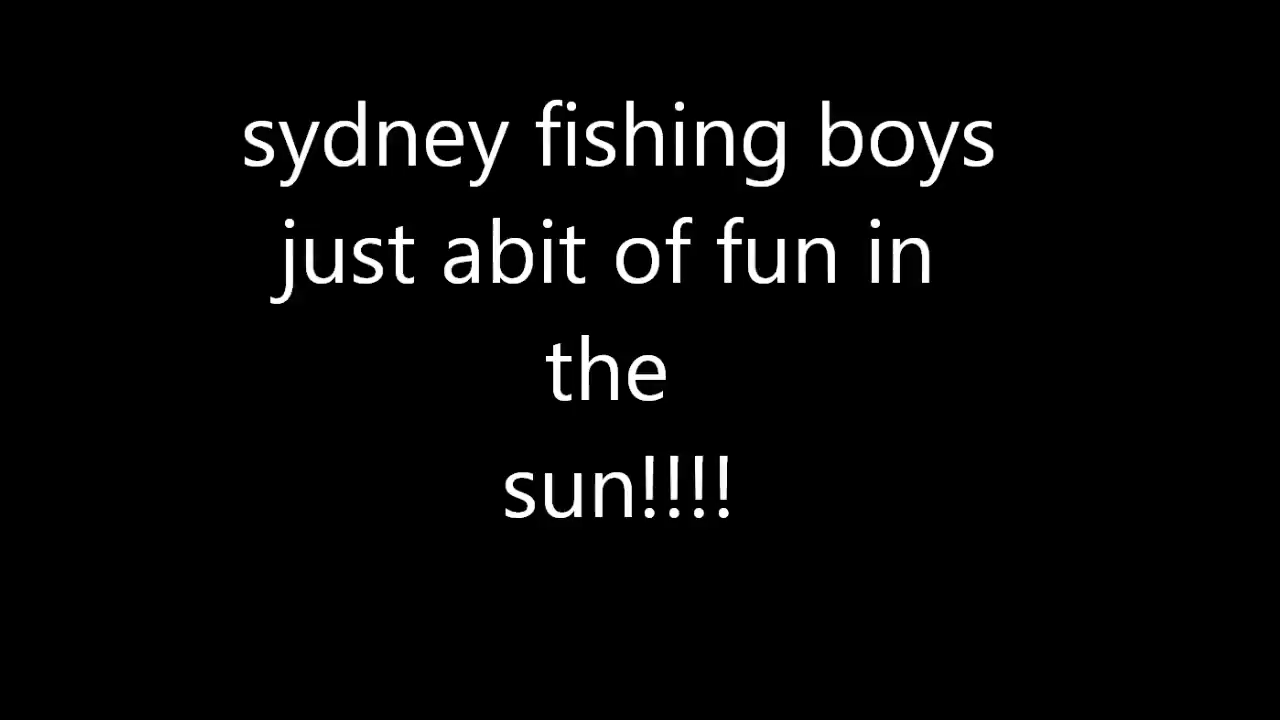 sydney fishing boys
just abit of fun in
the
sun!!!!